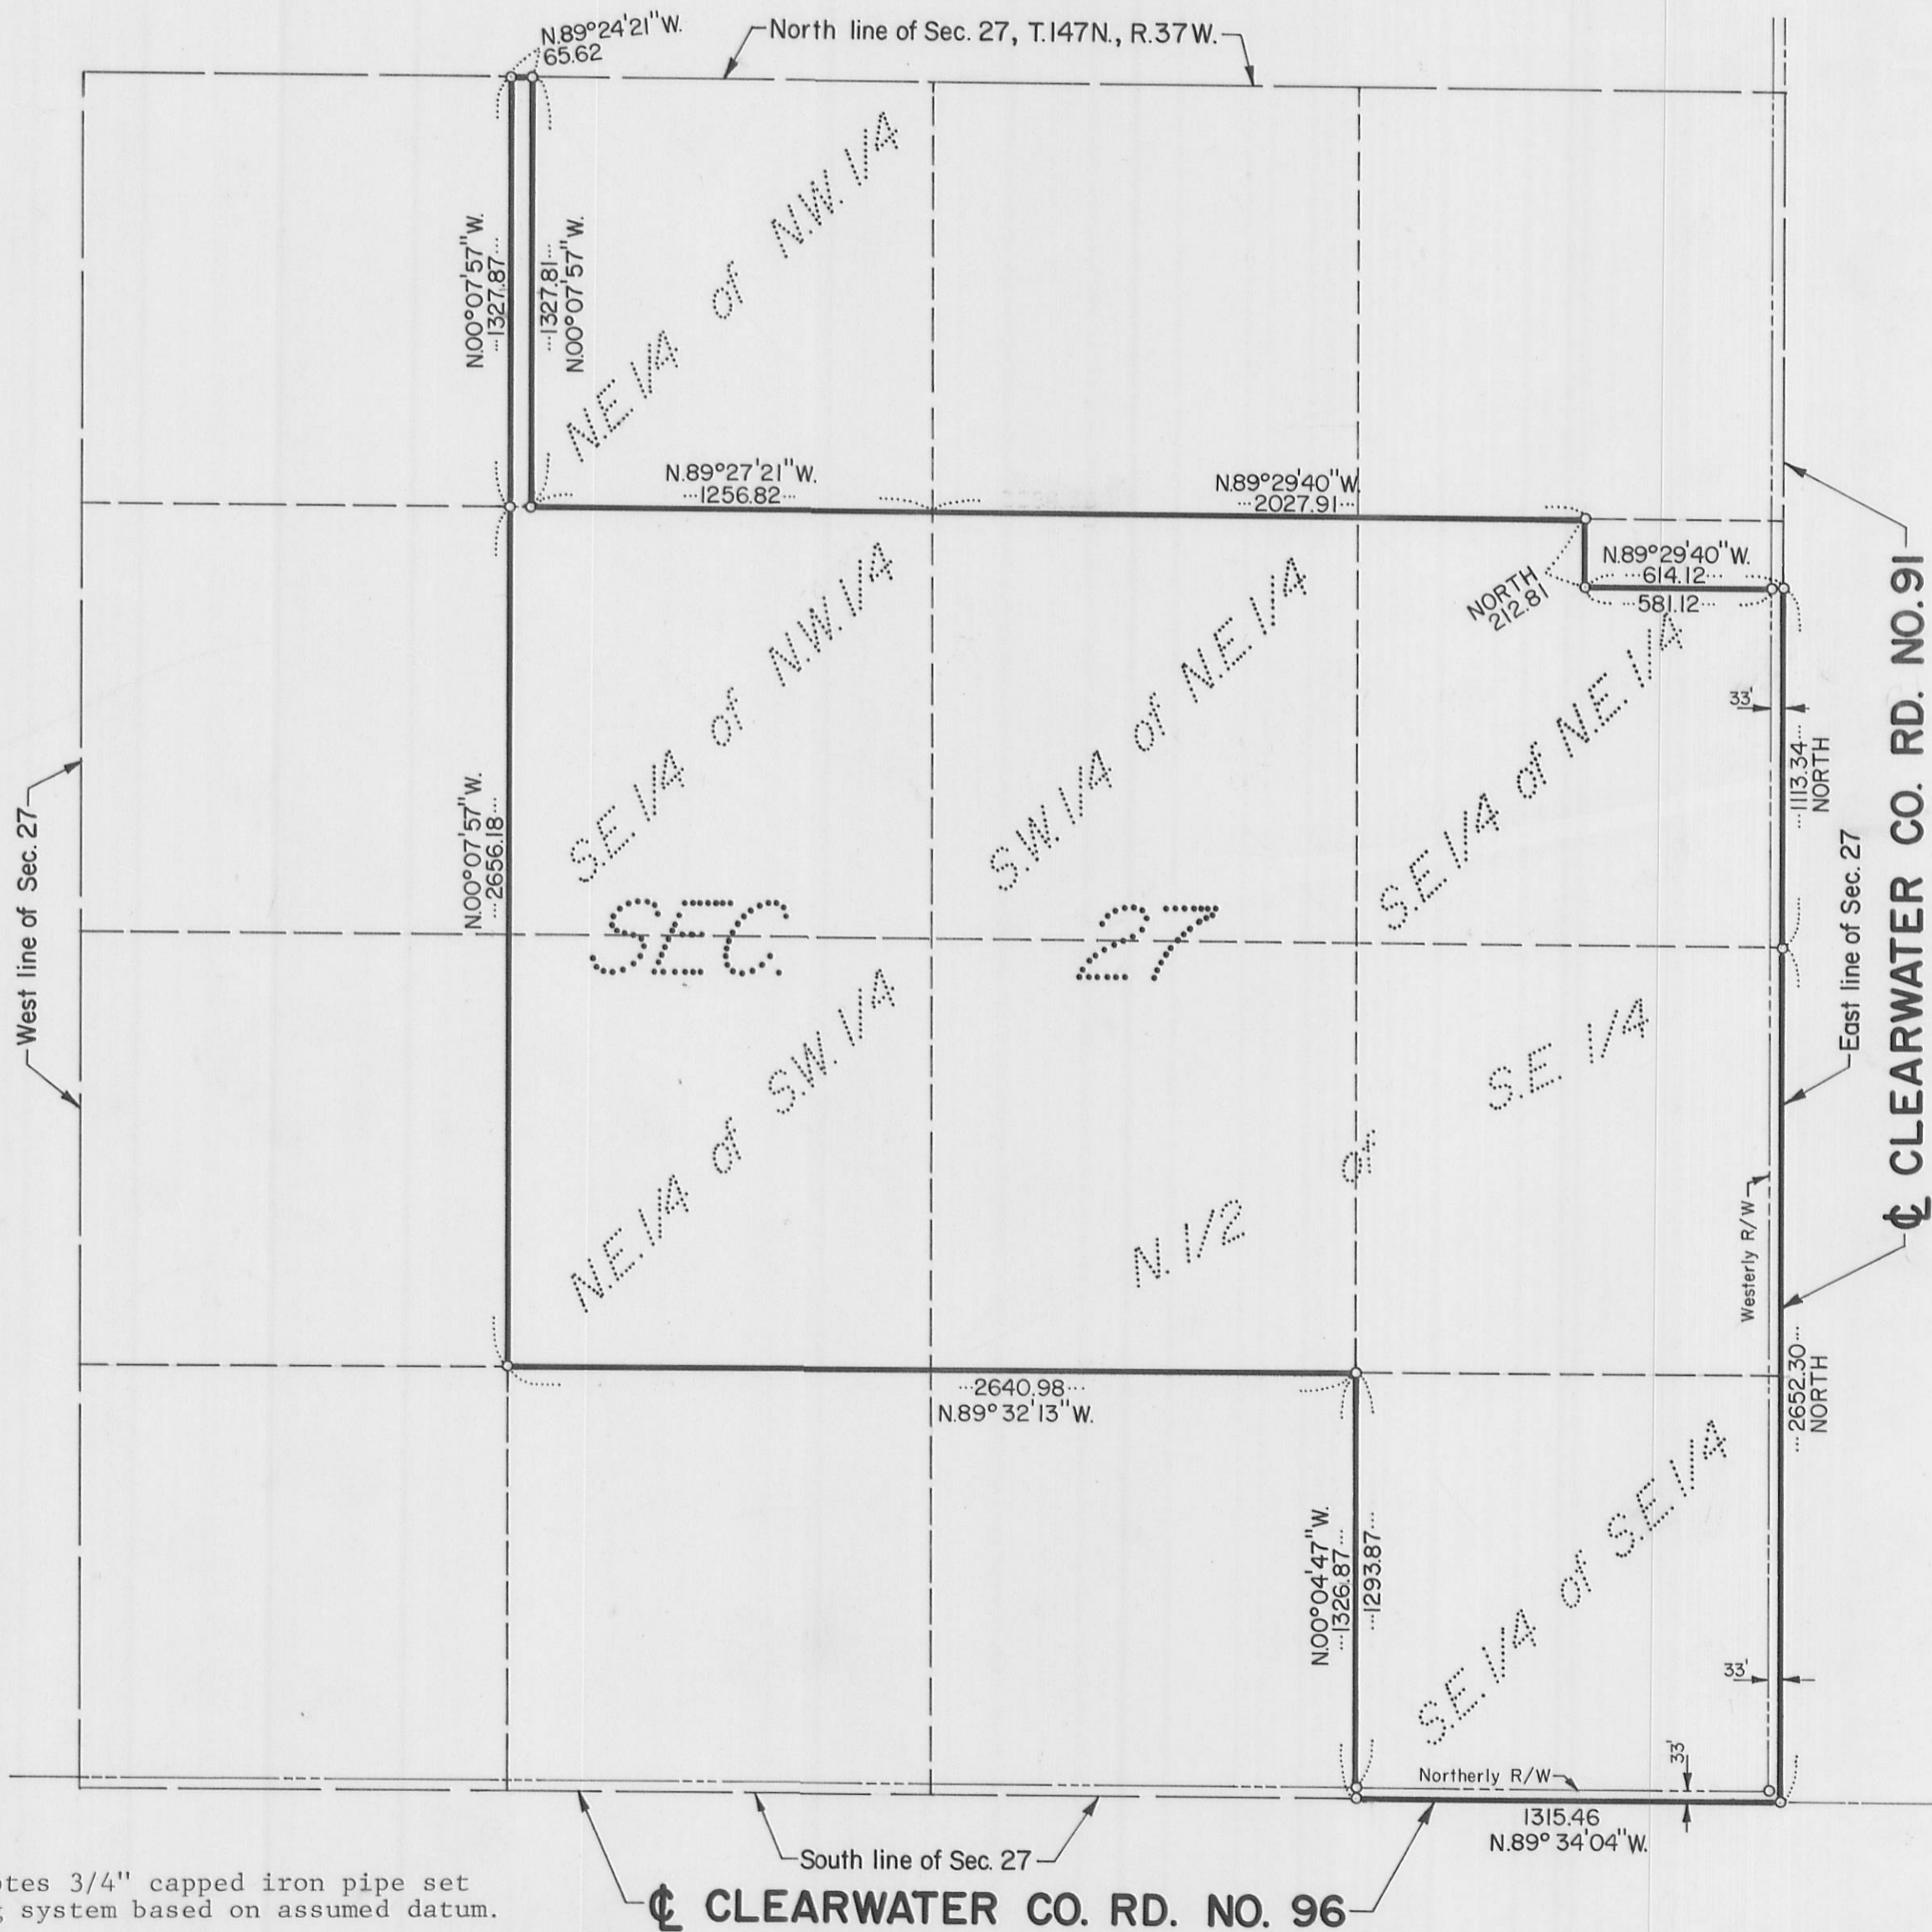 N.89°24'21"W.
65.62
North line of Sec. 27, T.147N., R.37W.
N.00°07'57"W.
1327.87
1327.81
N.00°07'57"W.
N.E.1/4 of N.W.1/4
N.89°27'21"W.
1256.82
N.89°29'40"W.
2027.91
NORTH
212.81
N.89°29'40"W.
614.12
581.12
33'
1113.34
NORTH
℄ CLEARWATER CO. RD. NO. 91
West line of Sec. 27
N.00°07'57"W.
2656.18
S.E.1/4 of N.W.1/4
S.W.1/4 of N.E.1/4
S.E.1/4 of N.E.1/4
East line of Sec. 27
SEC. 27
N.E.1/4 of S.W.1/4
N.1/2 of S.E 1/4
Westerly R/W
2652.30
NORTH
2640.98
N.89°32'13"W.
N.00°04'47"W.
1326.87
1293.87
S.E.1/4 of S.E.1/4
33'
33'
Northerly R/W
1315.46
N.89°34'04"W.
South line of Sec. 27
℄ CLEARWATER CO. RD. NO. 96
3/4" capped iron pipe set
system based on assumed datum.